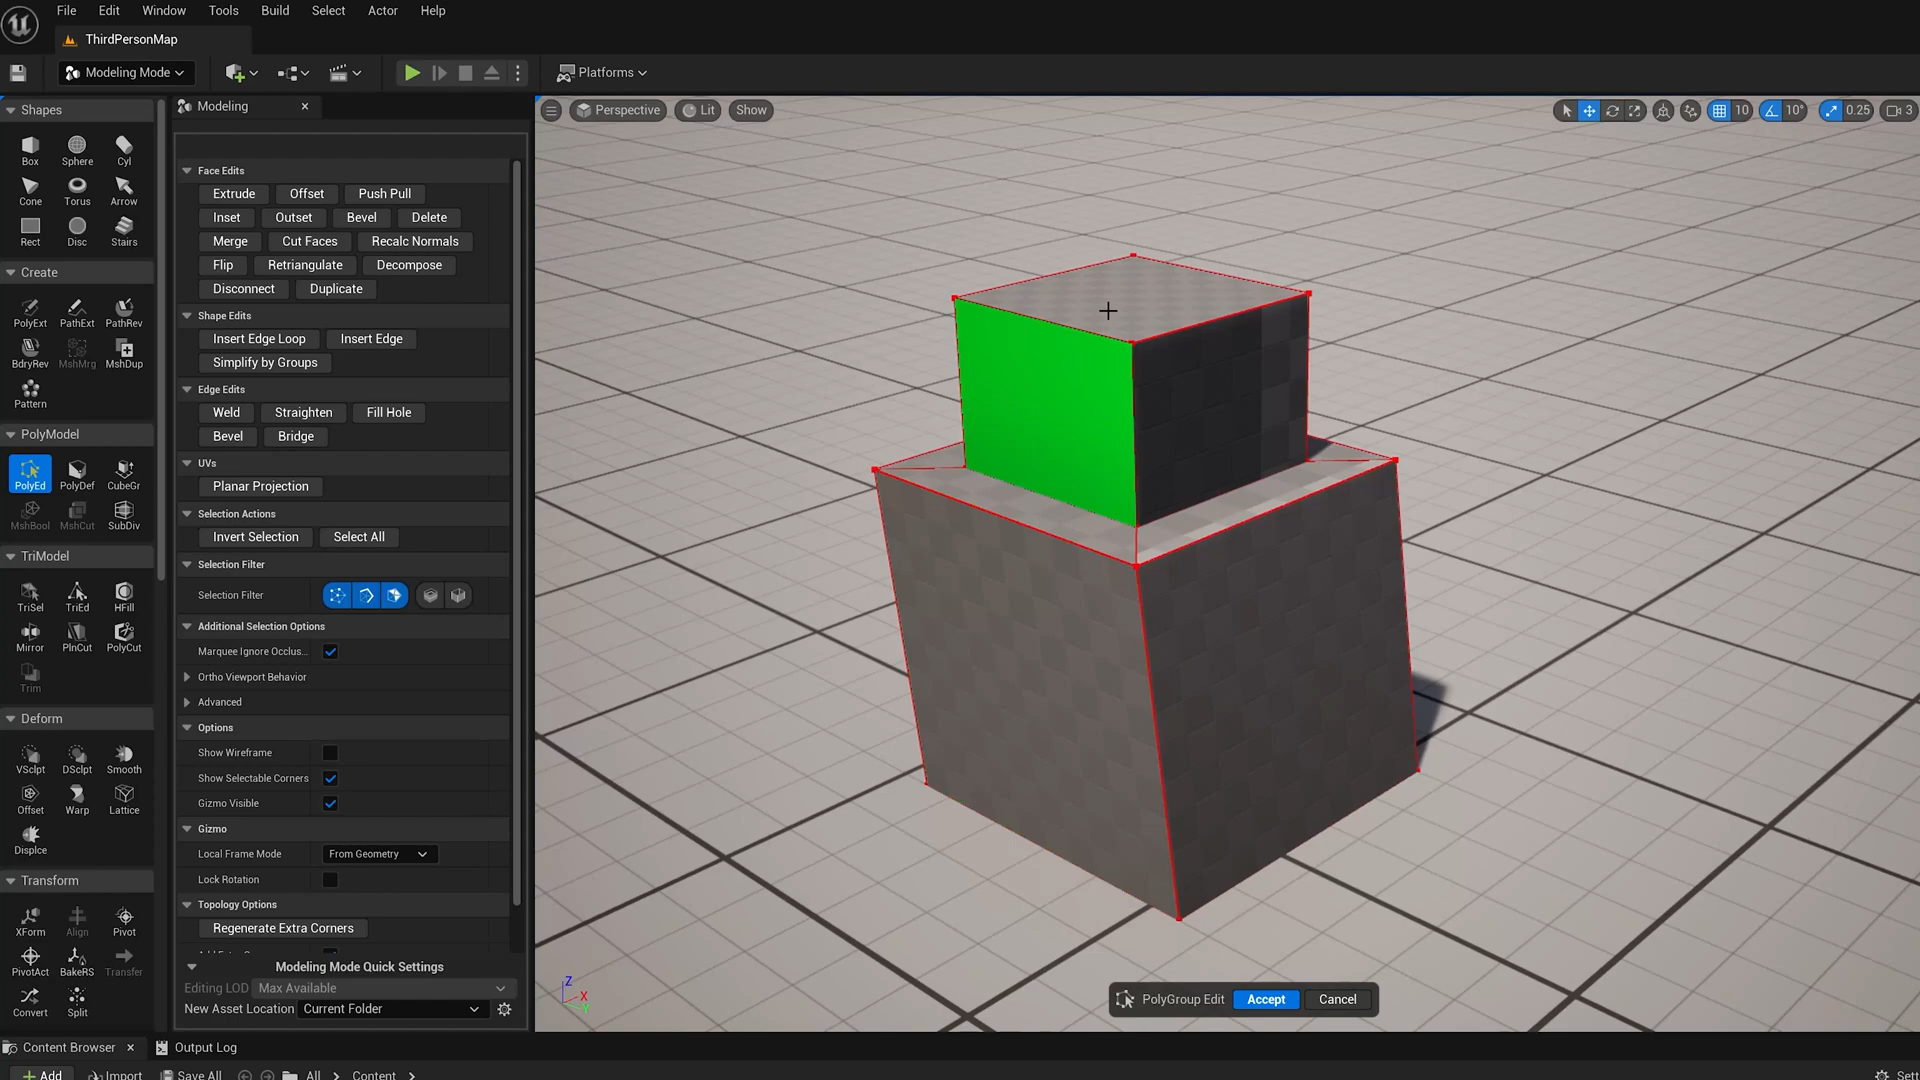 File Edit Window Tools Build Select Actor Help
ThirdPersonMap
Modeling Mode Platforms
Shapes
Box Sphere Cyl
Cone Torus Arrow
Rect Disc Stairs
Create
PolyExt PathExt PathRev
BdryRev MshMrg MshDup
Pattern
PolyModel
PolyEd PolyDef CubeGr
MshBool MshCut SubDiv
TriModel
TriSel TriEd HFill
Mirror PlnCut PolyCut
Trim
Deform
VSclpt DSclpt Smooth
Offset Warp Lattice
Displce
Transform
XForm Align Pivot
PivotAct BakeRS Transfer
Convert Split
Modeling
Face Edits
Extrude Offset Push Pull
Inset Outset Bevel Delete
Merge Cut Faces Recalc Normals
Flip Retriangulate Decompose
Disconnect Duplicate
Shape Edits
Insert Edge Loop Insert Edge
Simplify by Groups
Edge Edits
Weld Straighten Fill Hole
Bevel Bridge
UVs
Planar Projection
Selection Actions
Invert Selection Select All
Selection Filter
Selection Filter
Additional Selection Options
Marquee Ignore Occlus...
Ortho Viewport Behavior
Advanced
Options
Show Wireframe
Show Selectable Corners
Gizmo Visible
Gizmo
Local Frame Mode From Geometry
Lock Rotation
Topology Options
Regenerate Extra Corners
Modeling Mode Quick Settings
Editing LOD Max Available
New Asset Location Current Folder
Perspective Lit Show
10 10° 0.25 3
Z
X
Y
PolyGroup Edit Accept Cancel
Content Browser Output Log
Add Import Save All All Content